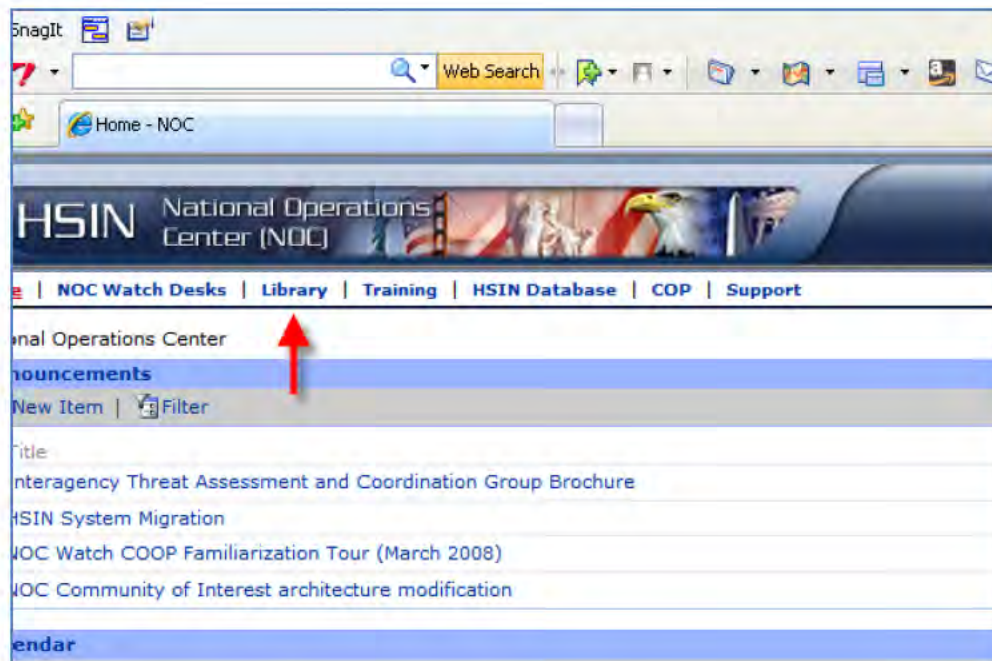 SnagIt
Web Search
Home - NOC
HSIN National Operations
Center (NOC)
e | NOC Watch Desks | Library | Training | HSIN Database | COP | Support
onal Operations Center
nouncements
New Item | Filter
Title
Interagency Threat Assessment and Coordination Group Brochure
HSIN System Migration
NOC Watch COOP Familiarization Tour (March 2008)
NOC Community of Interest architecture modification
endar